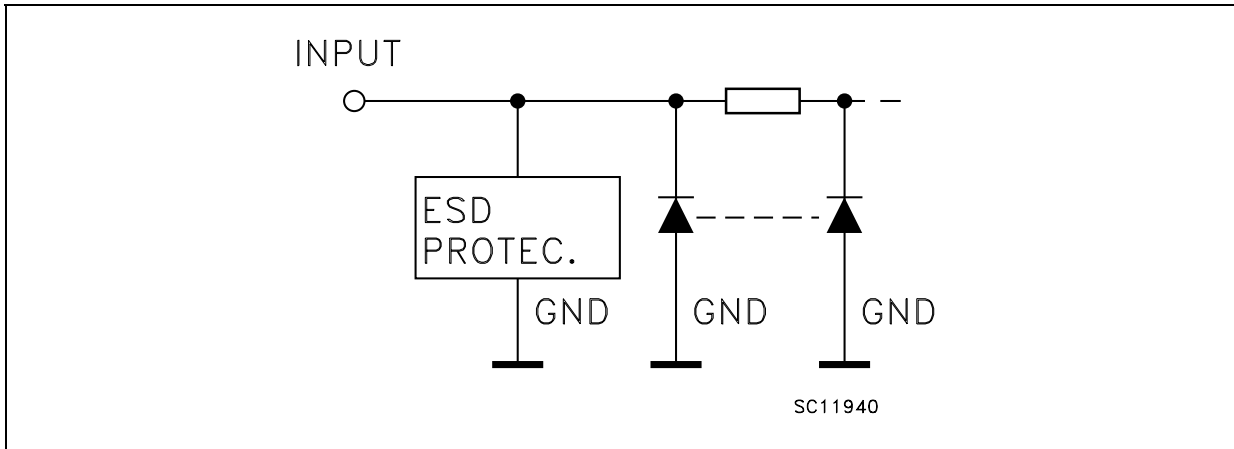 INPUT
ESD
PROTEC.
GND
GND
GND
SC11940